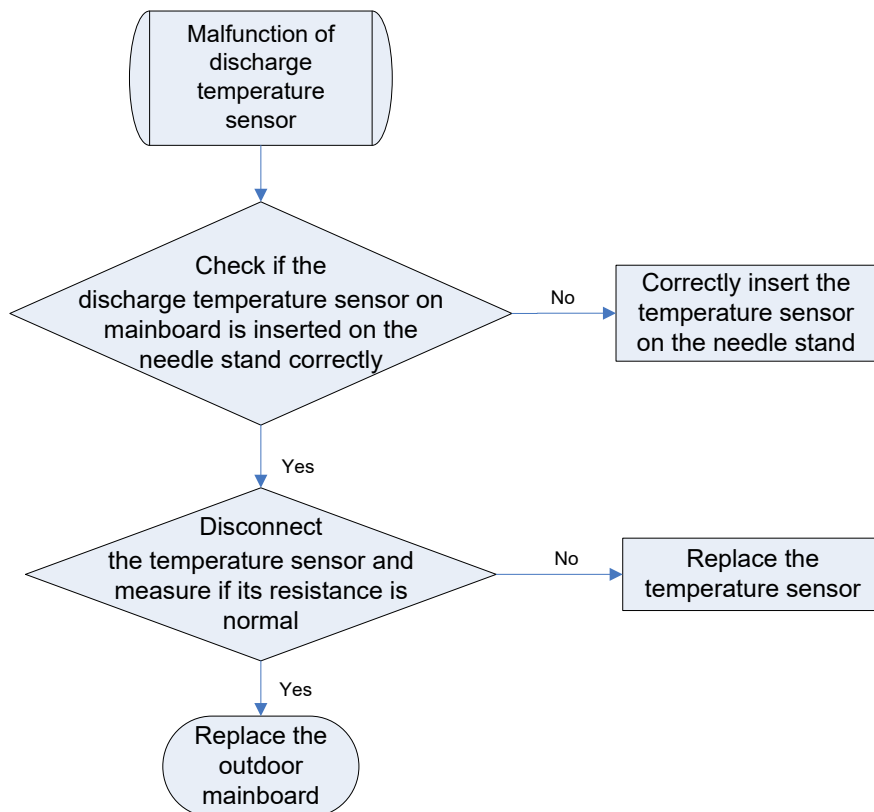 Malfunction of
discharge
temperature
sensor
Check if the
discharge temperature sensor on
mainboard is inserted on the
needle stand correctly
No
Correctly insert the
temperature sensor
on the needle stand
Yes
Disconnect
the temperature sensor and
measure if its resistance is
normal
No
Replace the
temperature sensor
Yes
Replace the
outdoor
mainboard